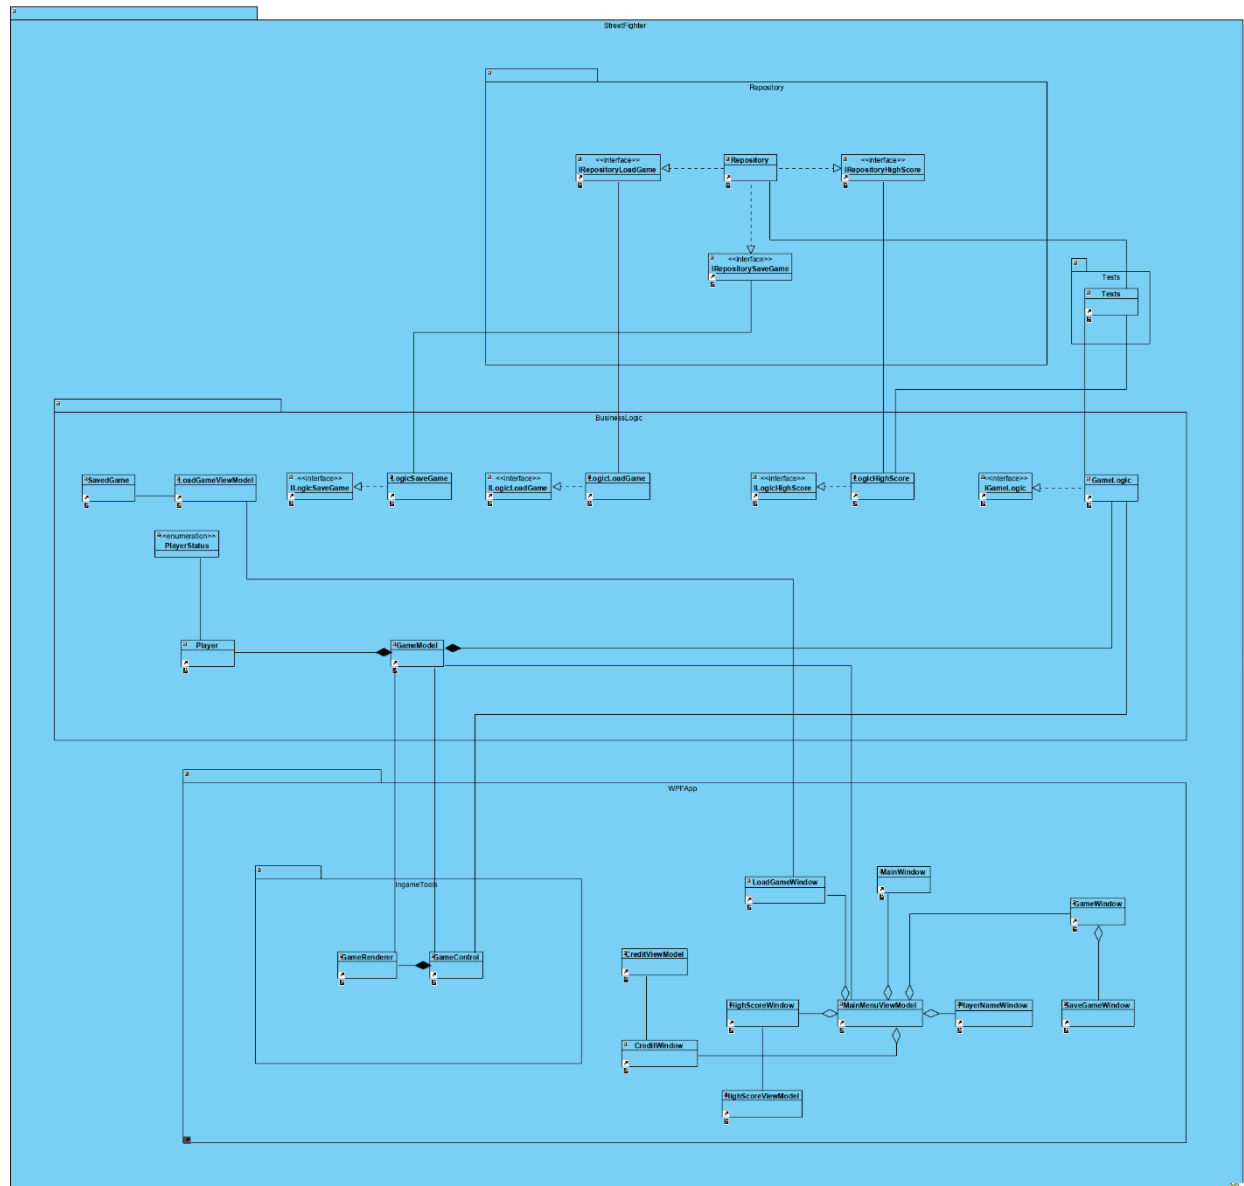 StreetFighter
Rapository
<<interface>>
IRepositoryLoadGame
Repository
<<interface>>
IRepositoryHighScore
<<interface>>
IRepositorySaveGame
Tests
Tests
BusinessLogic
SavedGame
LoadGameViewModel
<<interface>>
ILogicSaveGame
LogicSaveGame
<<interface>>
ILogicLoadGame
LogicLoadGame
<<interface>>
ILogicHighScore
LogicHighScore
<<interface>>
IGameLogic
GameLogic
<<enumeration>>
PlayerStatus
Player
GameModel
WPFApp
IngameTools
LoadGameWindow
MainWindow
GameWindow
GameRenderer
GameControl
CreditViewModel
HighScoreWindow
MainMenuViewModel
PlayerNameWindow
SaveGameWindow
CreditWindow
HighScoreViewModel